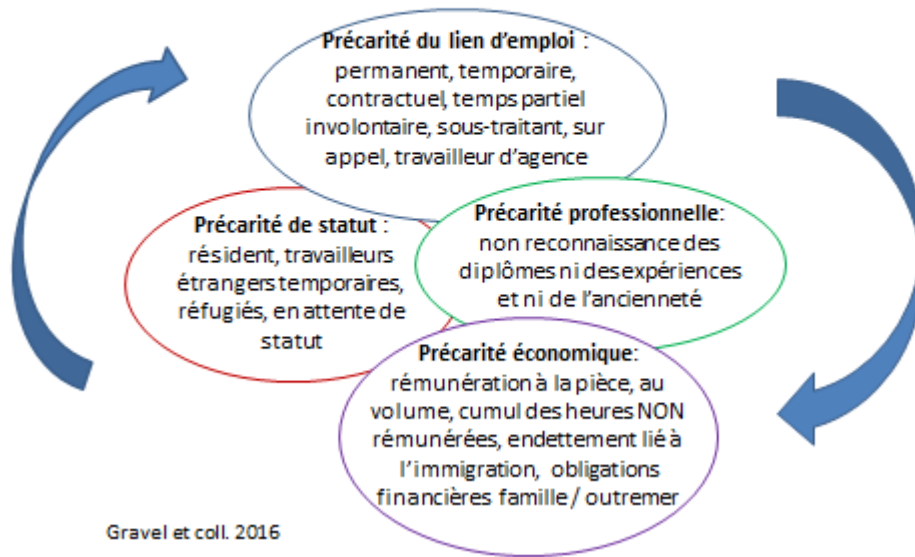 Précarité du lien d'emploi :
permanent, temporaire,
contractuel, temps partiel
involontaire, sous-traitant, sur
appel, travailleur d'agence
Précarité de statut :
résident, travailleurs
étrangers temporaires,
réfugiés, en attente de
statut
Précarité professionnelle:
non reconnaissance des
diplômes ni des expériences
et ni de l'ancienneté
Précarité économique:
rémunération à la pièce, au
volume, cumul des heures NON
rémunérées, endettement lié à
l'immigration, obligations
financières famille / outremer
Gravel et coll. 2016